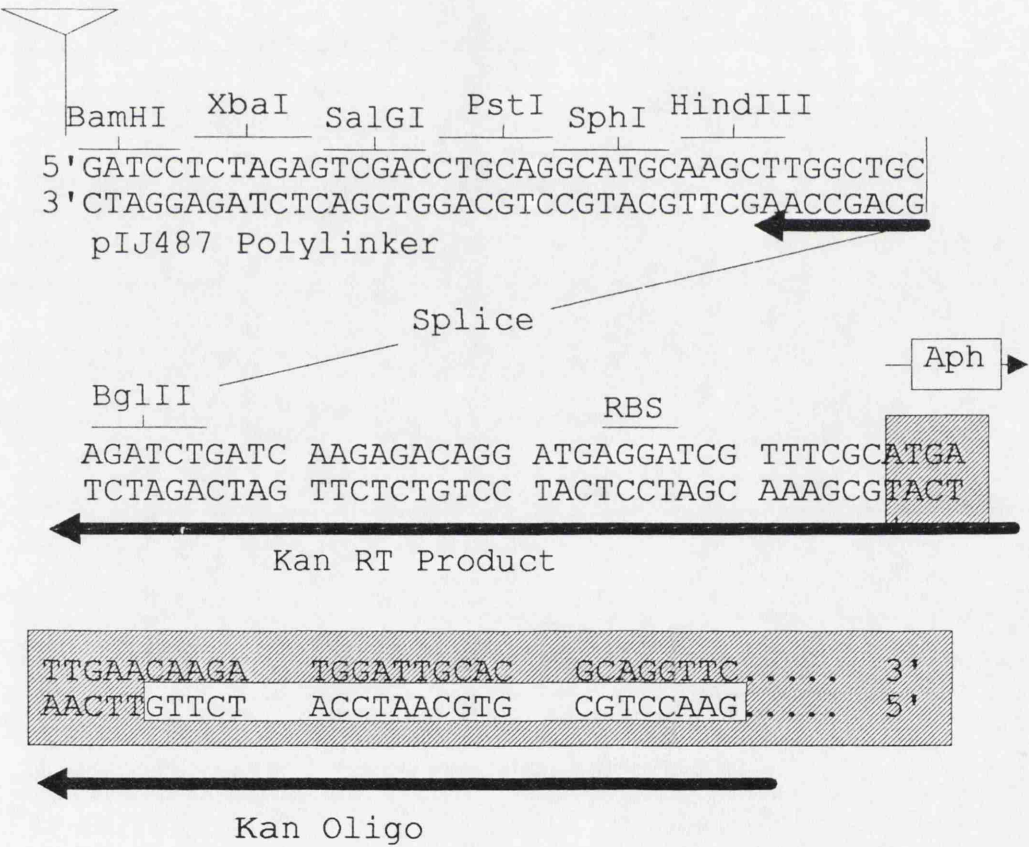 BamHI XbaI SalGI PstI SphI HindIII
5'GATCCTCTAGAGTCGACCTGCAGGCATGCAAGCTTGGCTGC
3'CTAGGAGATCTCAGCTGGACGTCCGTACGTTCGAACCGACG
pIJ487 Polylinker
Splice
Aph
BglII RBS
AGATCTGATC AAGAGACAGG ATGAGGATCG TTTCGCATGA
TCTAGACTAG TTCTCTGTCC TACTCCTAGC AAAGCGTACT
Kan RT Product
TTGAACAAGA TGGATTGCAC GCAGGTTC..... 3'
AACTTGTTCT ACCTAACGTG CGTCCAAG..... 5'
Kan Oligo